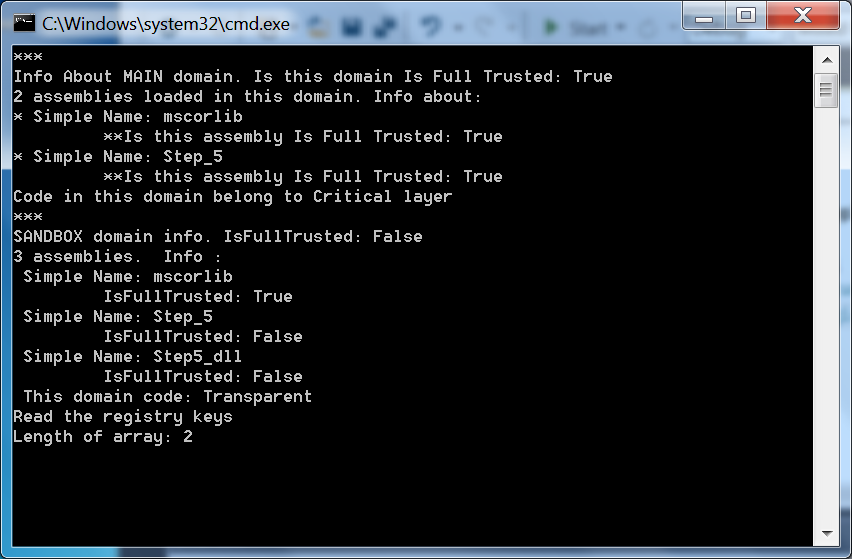 C:\Windows\system32\cmd.exe
Start
***
Info About MAIN domain. Is this domain Is Full Trusted: True
2 assemblies loaded in this domain. Info about:
* Simple Name: mscorlib
**Is this assembly Is Full Trusted: True
* Simple Name: Step_5
**Is this assembly Is Full Trusted: True
Code in this domain belong to Critical layer
***
SANDBOX domain info. IsFullTrusted: False
3 assemblies.  Info :
Simple Name: mscorlib
IsFullTrusted: True
Simple Name: Step_5
IsFullTrusted: False
Simple Name: Step5_dll
IsFullTrusted: False
This domain code: Transparent
Read the registry keys
Length of array: 2